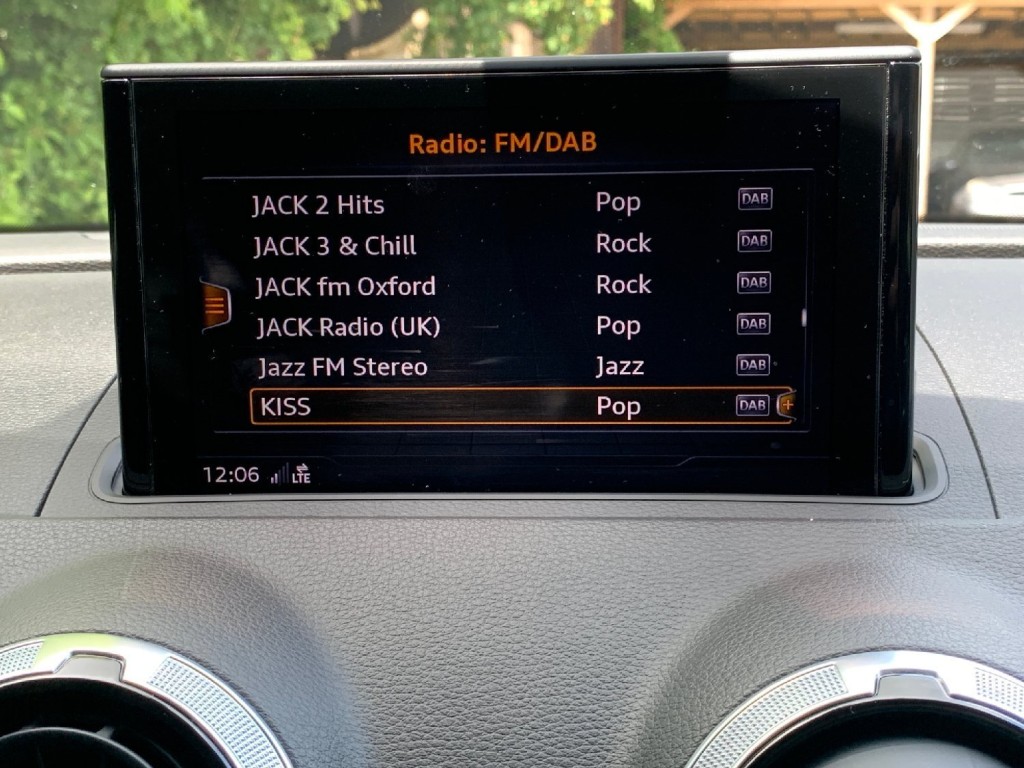 Radio: FM/DAB
JACK 2 Hits Pop DAB
JACK 3 & Chill Rock DAB
JACK fm Oxford Rock DAB
JACK Radio (UK) Pop DAB
Jazz FM Stereo Jazz DAB
KISS Pop DAB +
12:06 LTE